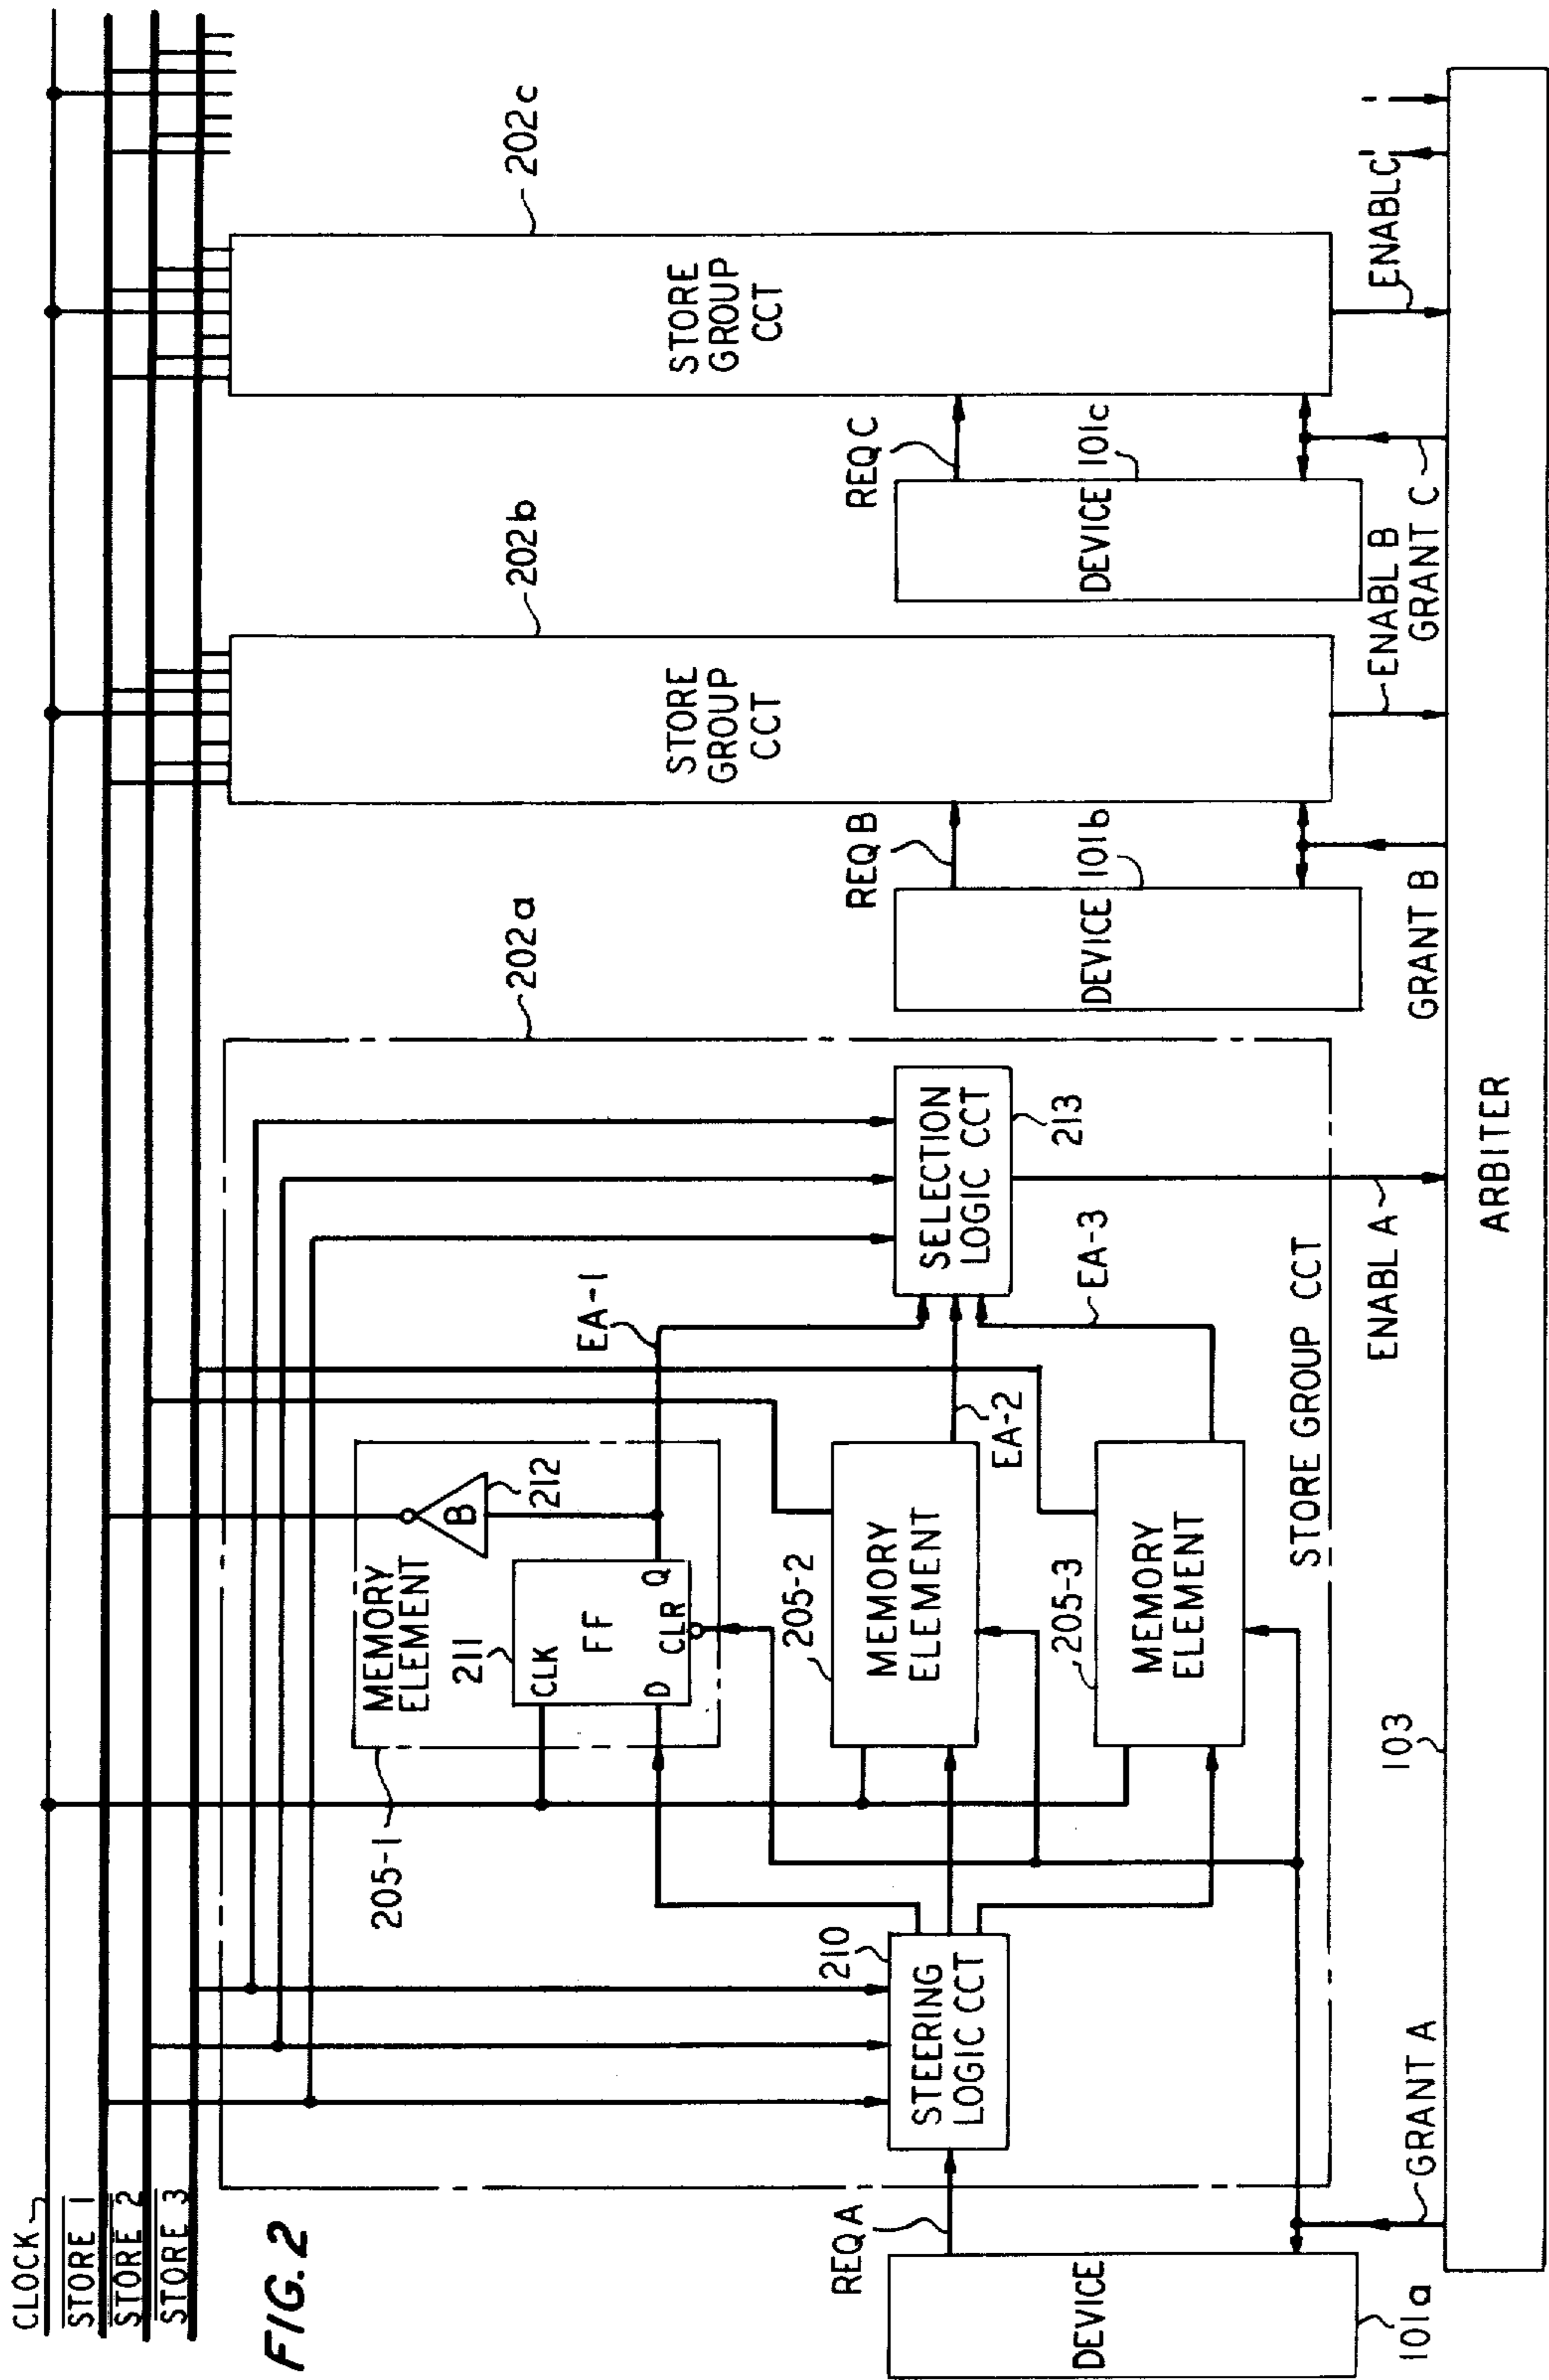 CLOCK
STORE 1
STORE 2
STORE 3
FIG. 2
202a
202b
202c
205-1
MEMORY
ELEMENT
211
CLK
FF
D
Q
CLR
B
212
EA-1
210
STEERING
LOGIC CCT
205-2
MEMORY
ELEMENT
EA-2
SELECTION
LOGIC CCT
213
205-3
MEMORY
ELEMENT
EA-3
STORE GROUP CCT
STORE
GROUP
CCT
STORE
GROUP
CCT
REQ A
DEVICE
101a
REQ B
DEVICE
101b
REQ C
DEVICE
101c
GRANT A
103
ENABL A
GRANT B
ENABL B
GRANT C
ENABLC
ARBITER